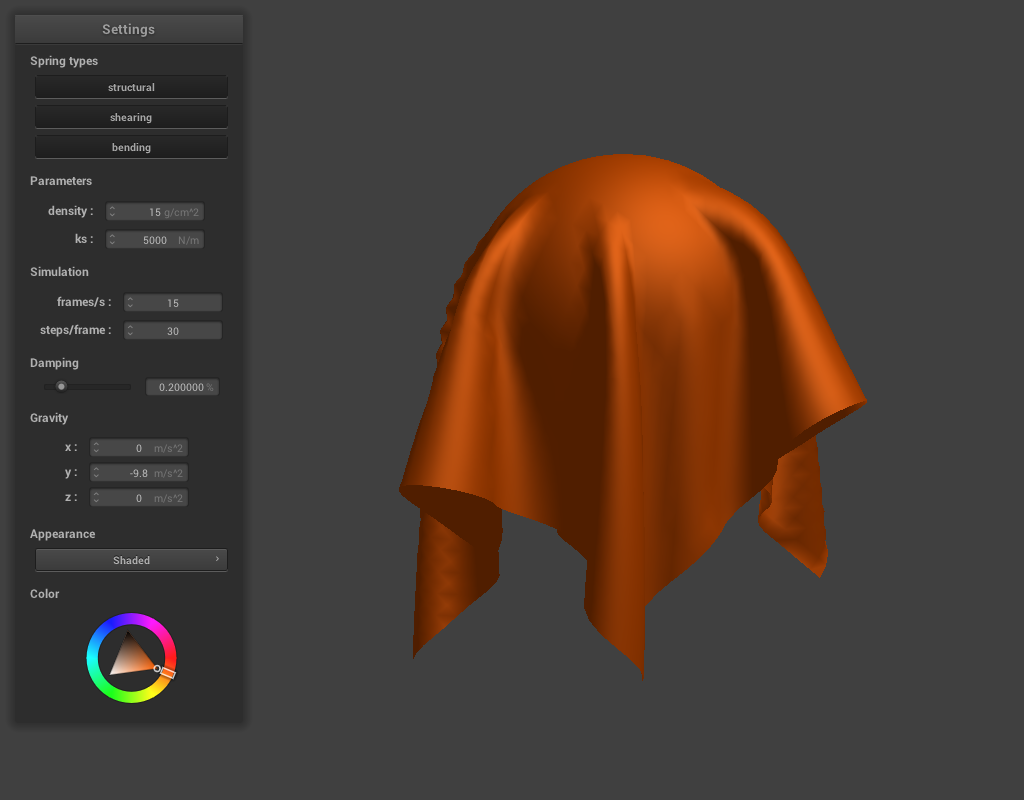 Settings
Spring types
structural
shearing
bending
Parameters
density : 15 g/cm^2
ks : 5000 N/m
Simulation
frames/s : 15
steps/frame : 30
Damping
0.200000 %
Gravity
x : 0 m/s^2
y : -9.8 m/s^2
z : 0 m/s^2
Appearance
Shaded
Color